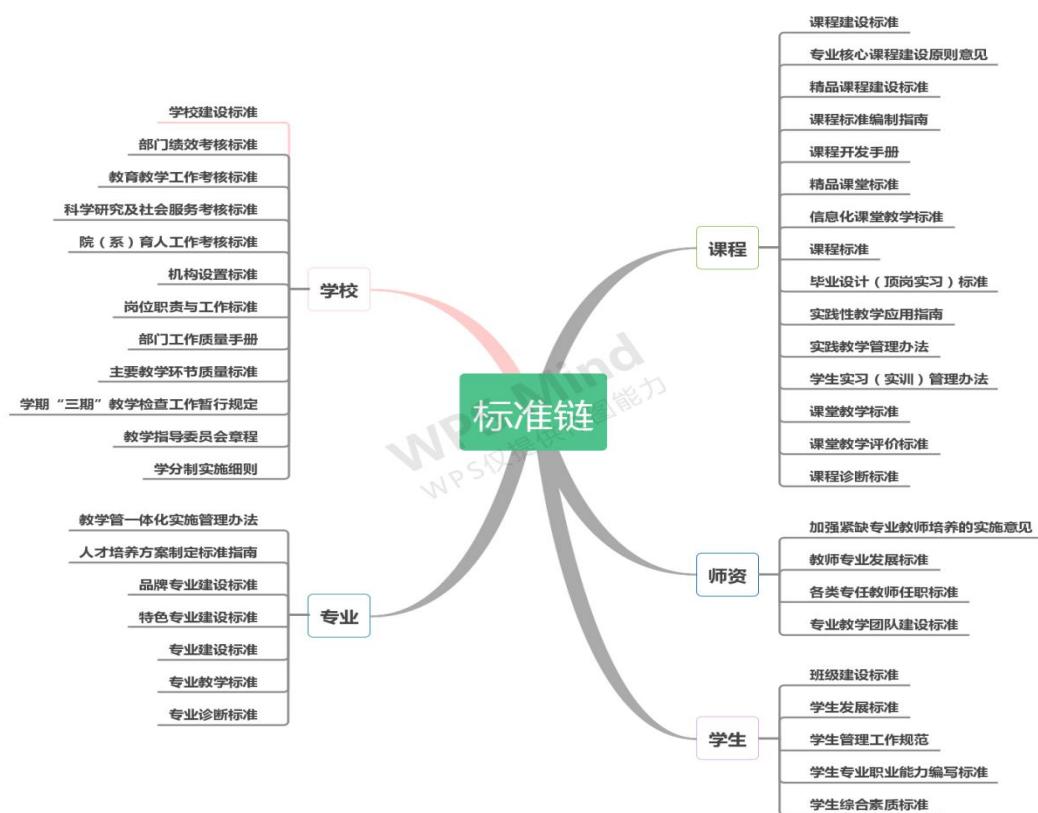 标准链
学校
学校建设标准
部门绩效考核标准
教育教学工作考核标准
科学研究及社会服务考核标准
院（系）育人工作考核标准
机构设置标准
岗位职责与工作标准
部门工作质量手册
主要教学环节质量标准
学期“三期”教学检查工作暂行规定
教学指导委员会章程
学分制实施细则
专业
教学管一体化实施管理办法
人才培养方案制定标准指南
品牌专业建设标准
特色专业建设标准
专业建设标准
专业教学标准
专业诊断标准
课程
课程建设标准
专业核心课程建设原则意见
精品课程建设标准
课程标准编制指南
课程开发手册
精品课堂标准
信息化课堂教学标准
课程标准
毕业设计（顶岗实习）标准
实践性教学应用指南
实践教学管理办法
学生实习（实训）管理办法
课堂教学标准
课堂教学评价标准
课程诊断标准
师资
加强紧缺专业教师培养的实施意见
教师专业发展标准
各类专任教师任职标准
专业教学团队建设标准
学生
班级建设标准
学生发展标准
学生管理工作规范
学生专业职业能力编写标准
学生综合素质标准
WPS Mind
WPS仅提供 图能力